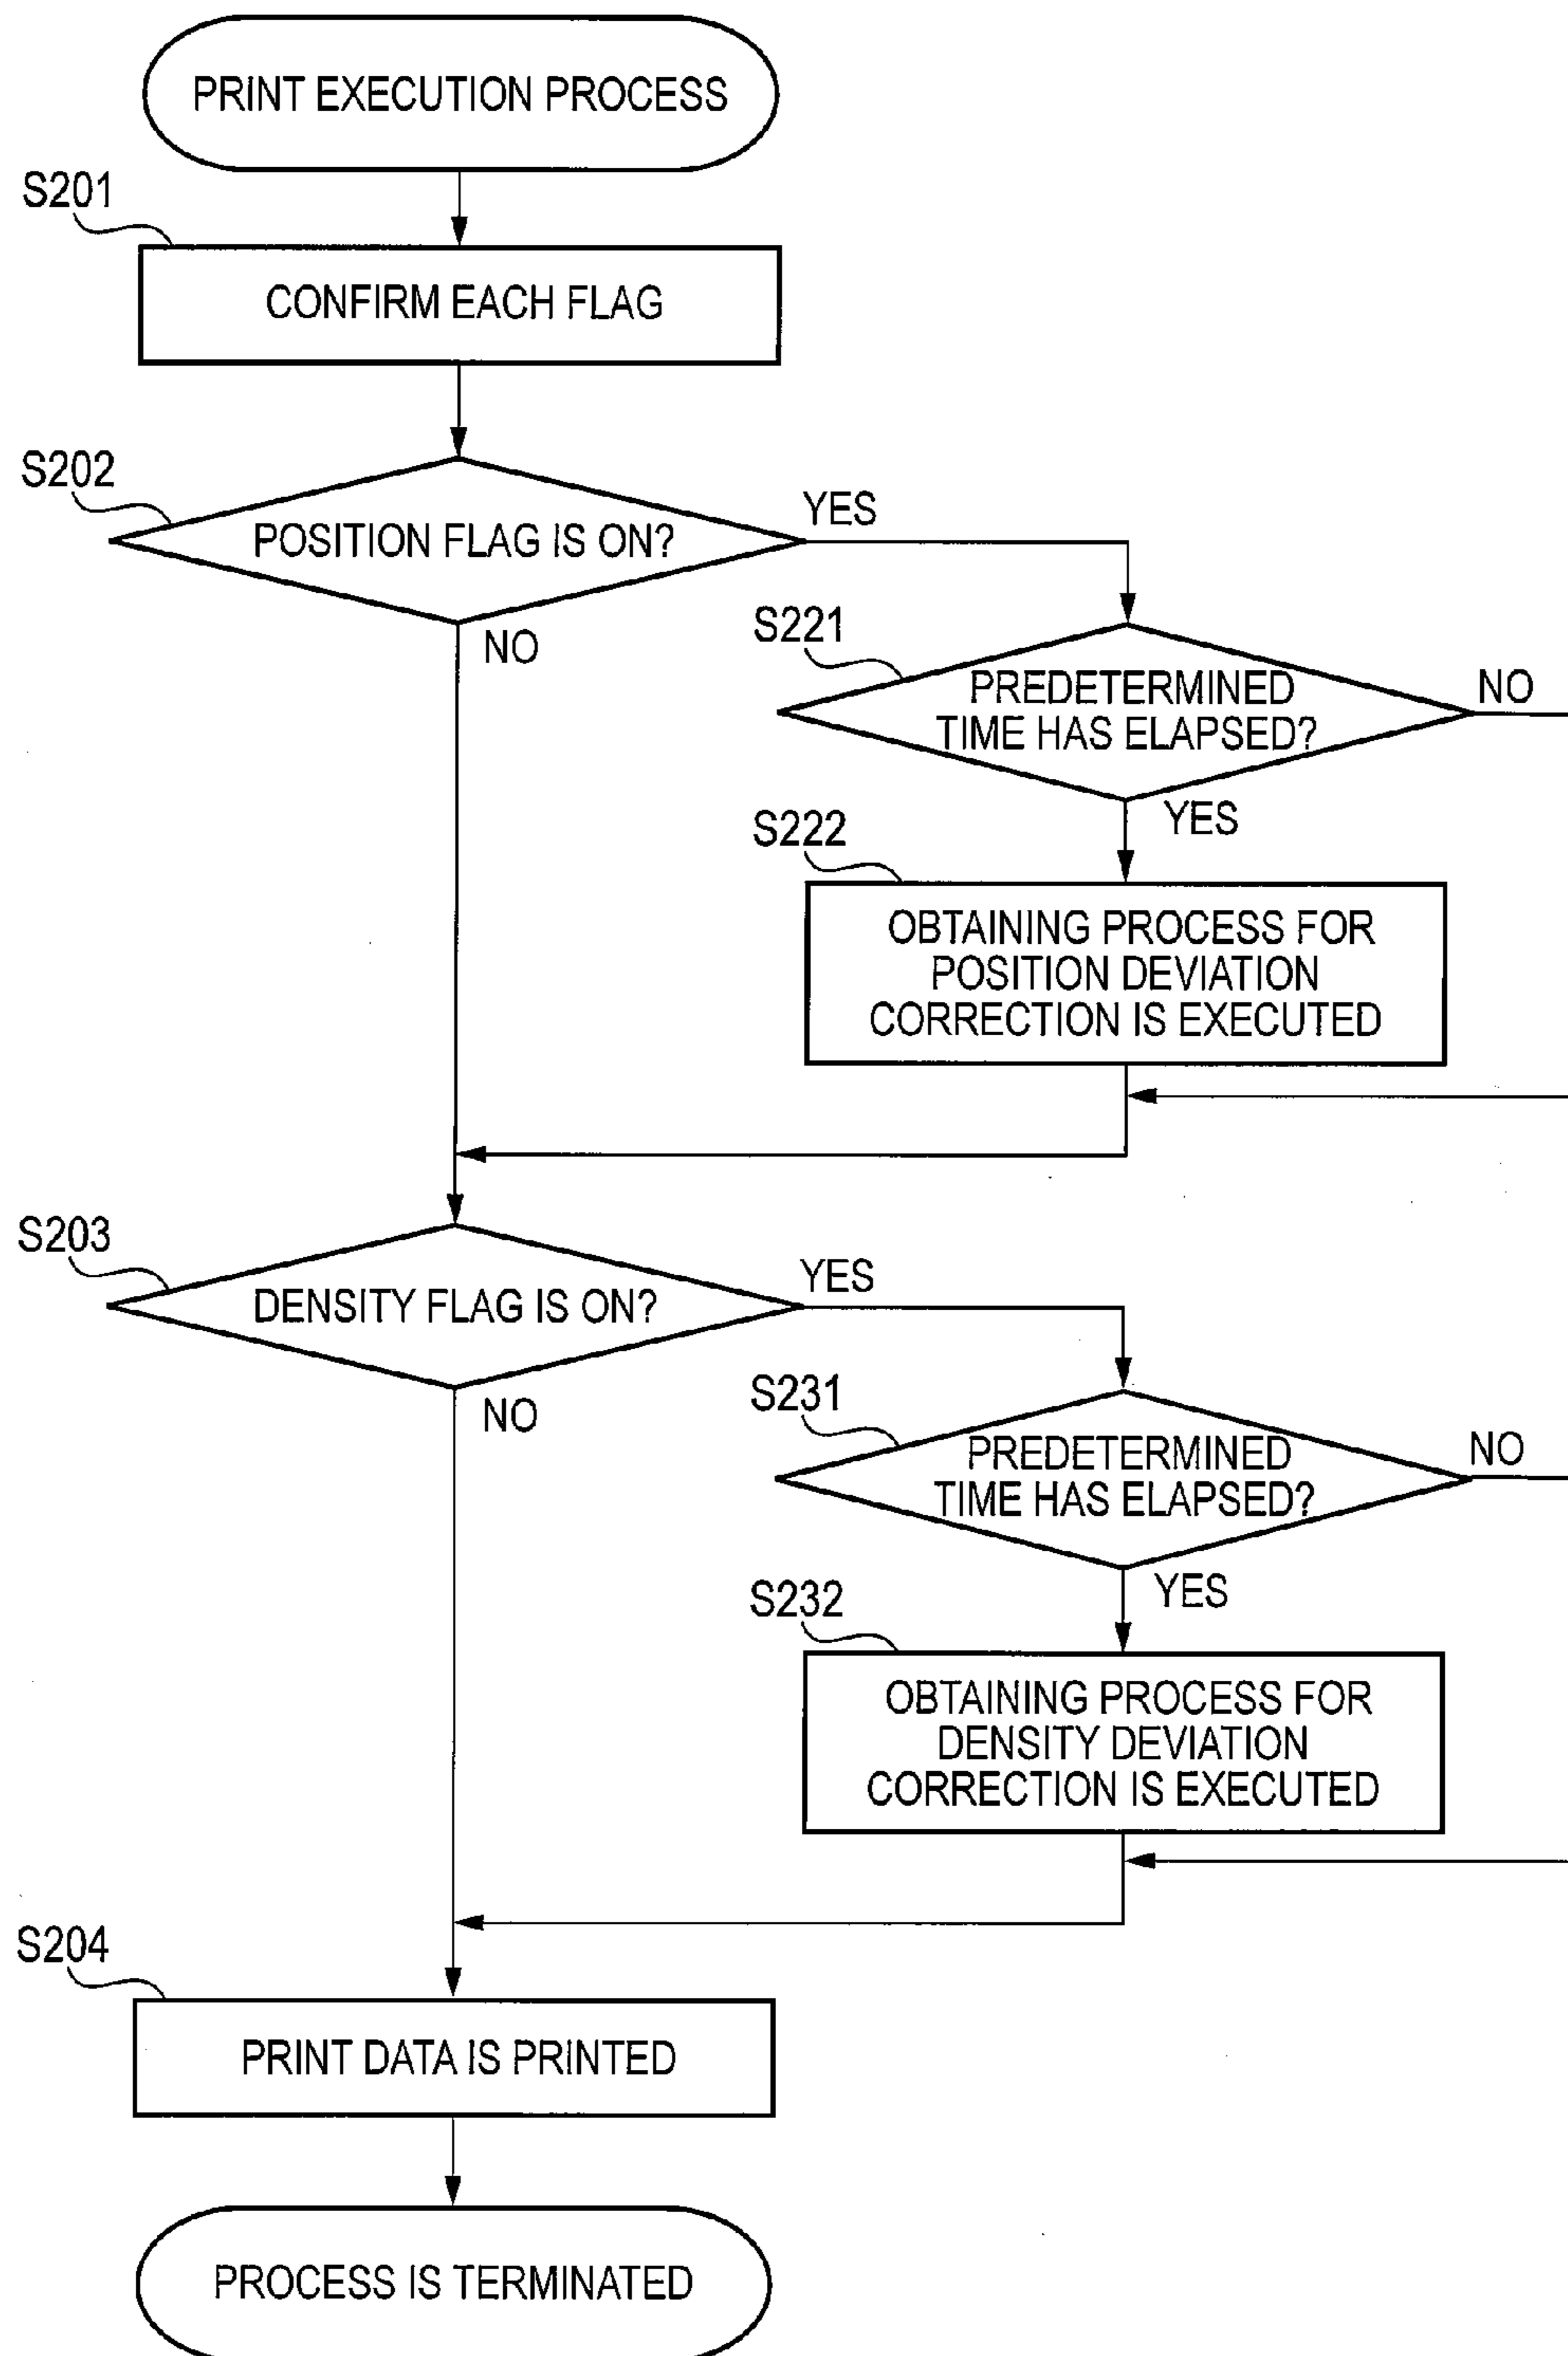 PRINT EXECUTION PROCESS
S201
CONFIRM EACH FLAG
S202
POSITION FLAG IS ON?
YES
NO
S221
PREDETERMINED
TIME HAS ELAPSED?
NO
YES
S222
OBTAINING PROCESS FOR
POSITION DEVIATION
CORRECTION IS EXECUTED
S203
DENSITY FLAG IS ON?
YES
NO
S231
PREDETERMINED
TIME HAS ELAPSED?
NO
YES
S232
OBTAINING PROCESS FOR
DENSITY DEVIATION
CORRECTION IS EXECUTED
S204
PRINT DATA IS PRINTED
PROCESS IS TERMINATED